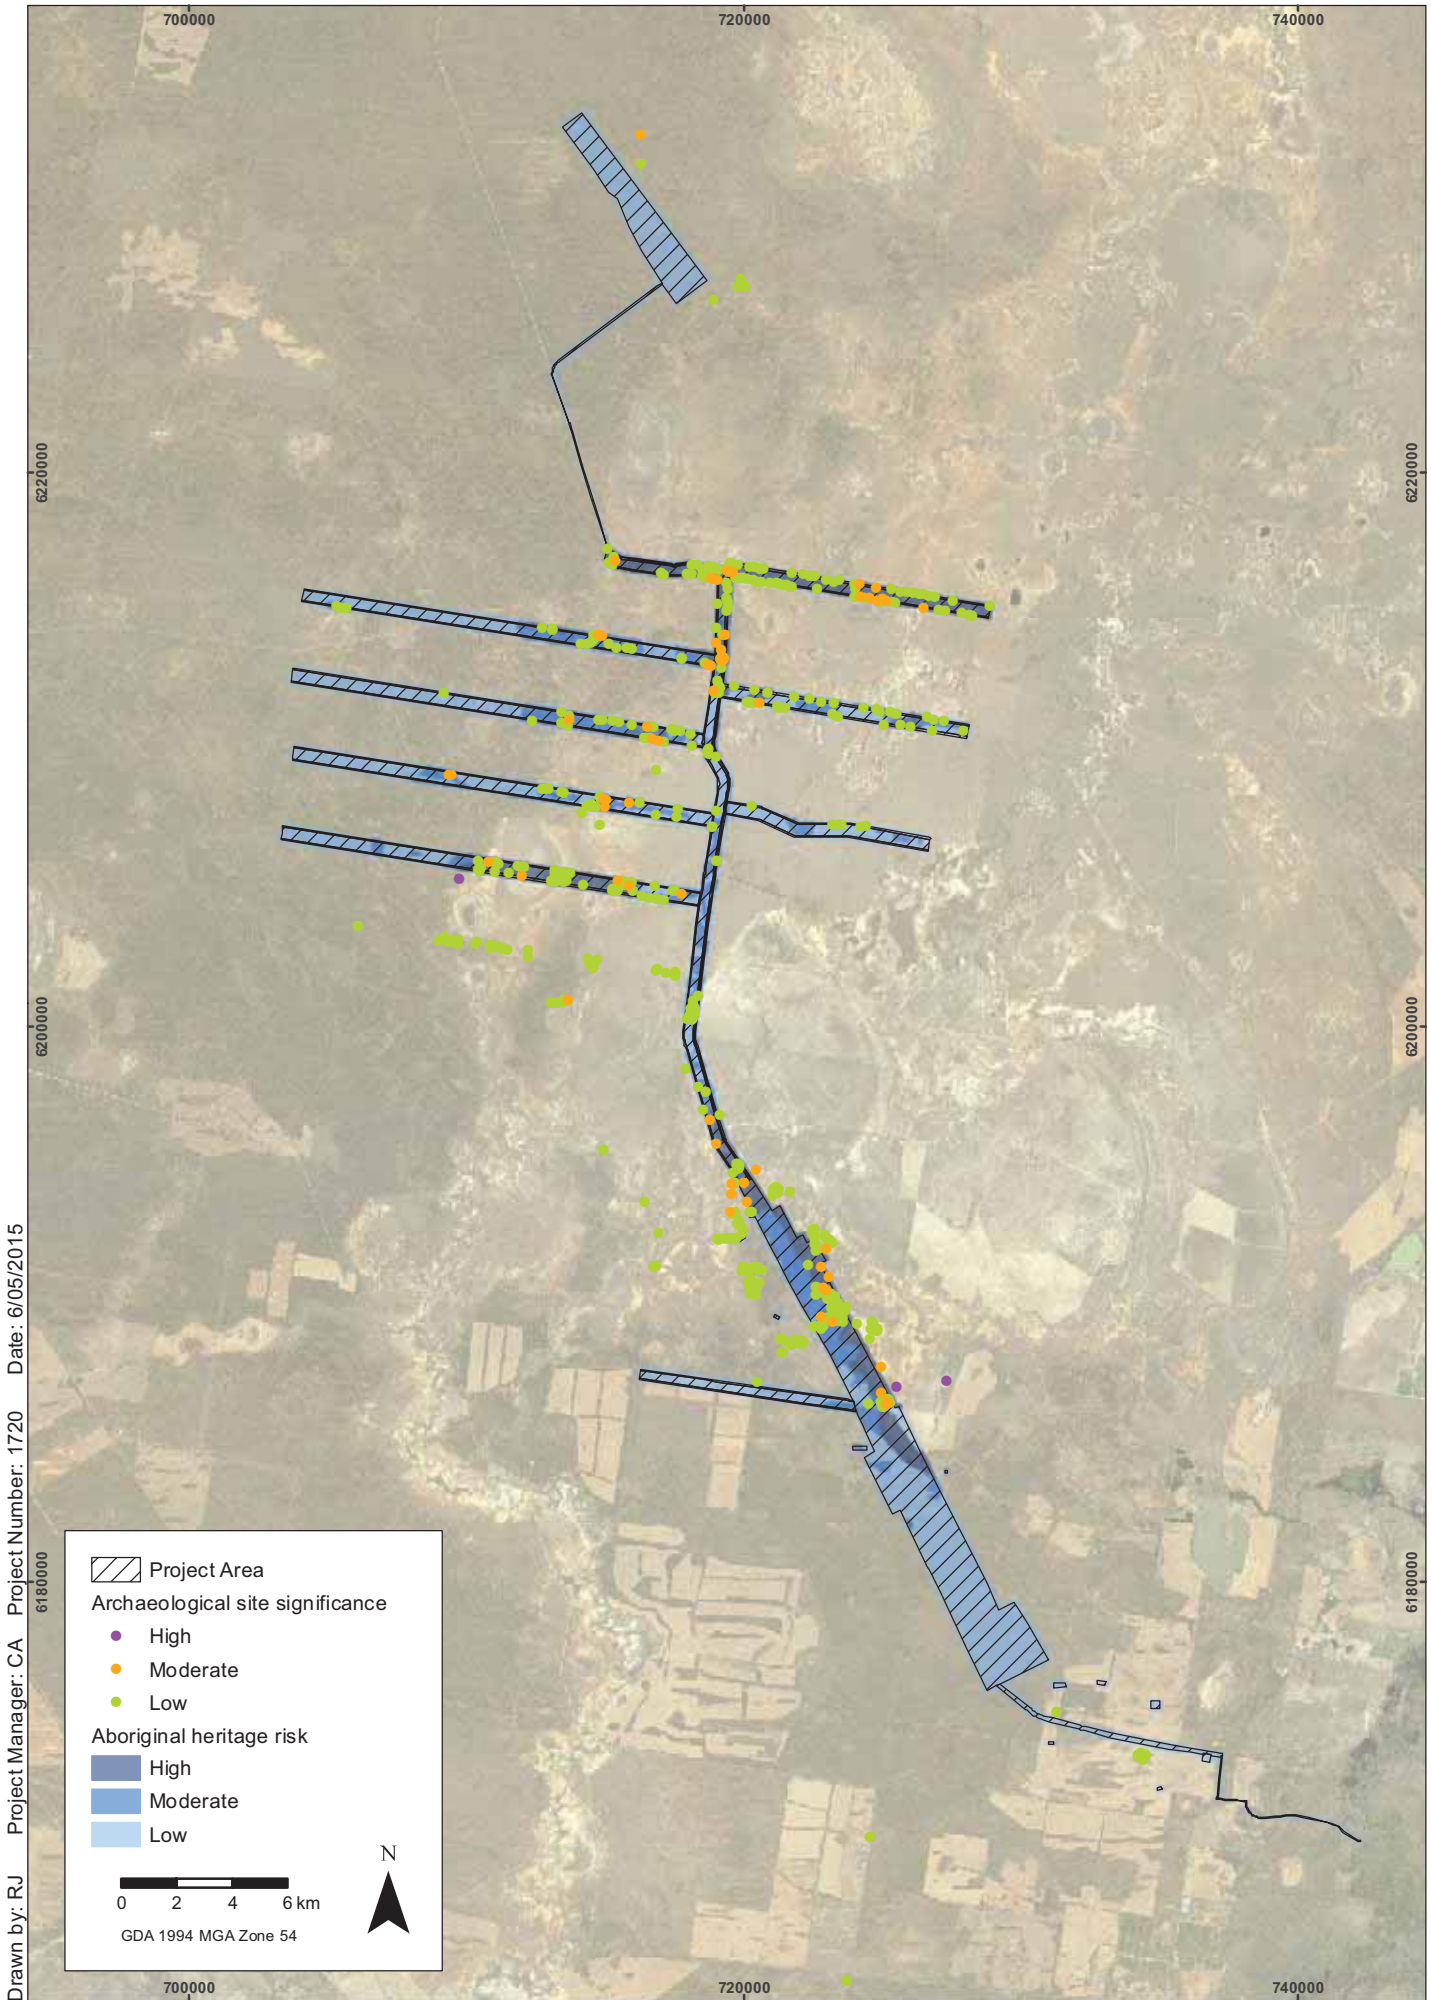 700000
720000
740000
6220000
6220000
6200000
6200000
6180000
6180000
Drawn by: RJ Project Manager: CA Project Number: 1720 Date: 6/05/2015
Project Area
Archaeological site significance
High
Moderate
Low
Aboriginal heritage risk
High
Moderate
Low
N
0 2 4 6 km
GDA 1994 MGA Zone 54
700000
720000
740000